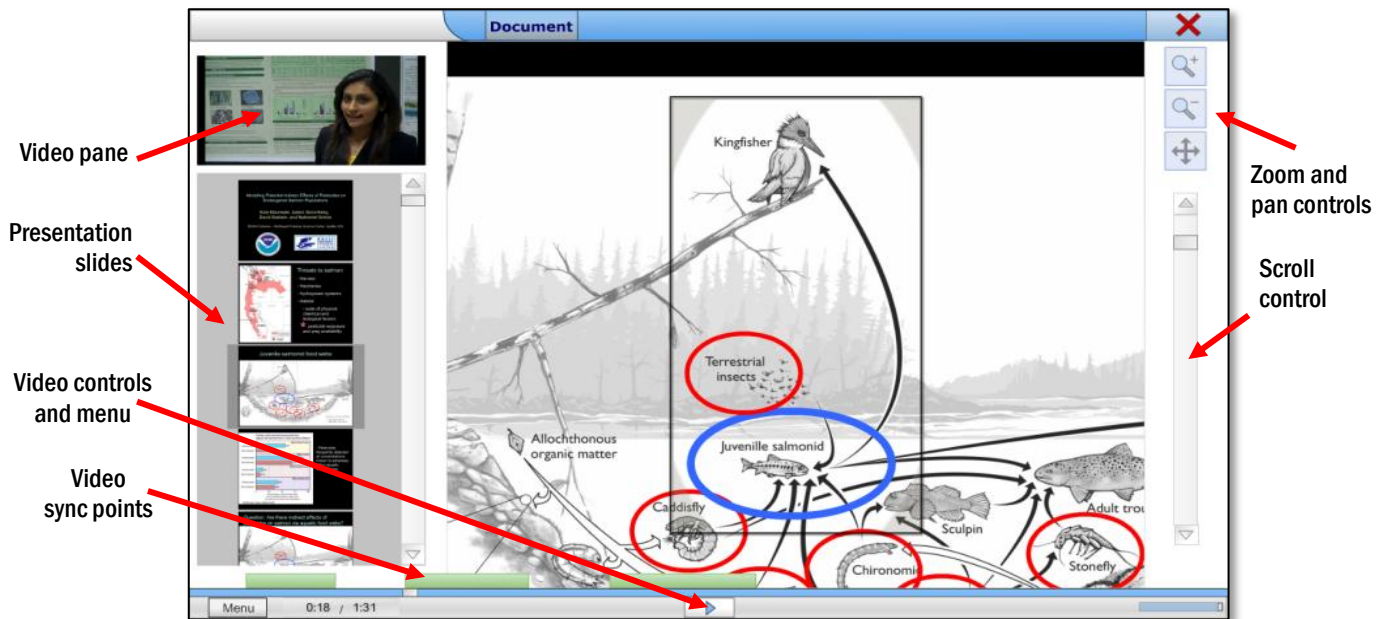 Document
Video pane
Presentation
slides
Video controls
and menu
Video
sync points
Zoom and
pan controls
Scroll
control
Threats to salmon
Juvenile salmonid food webs
Kingfisher
Terrestrial
insects
Allochthonous
organic matter
Juvenille salmonid
Caddisfly
Sculpin
Adult trou
Chironomic
Stonefly
Menu
0:18 / 1:31